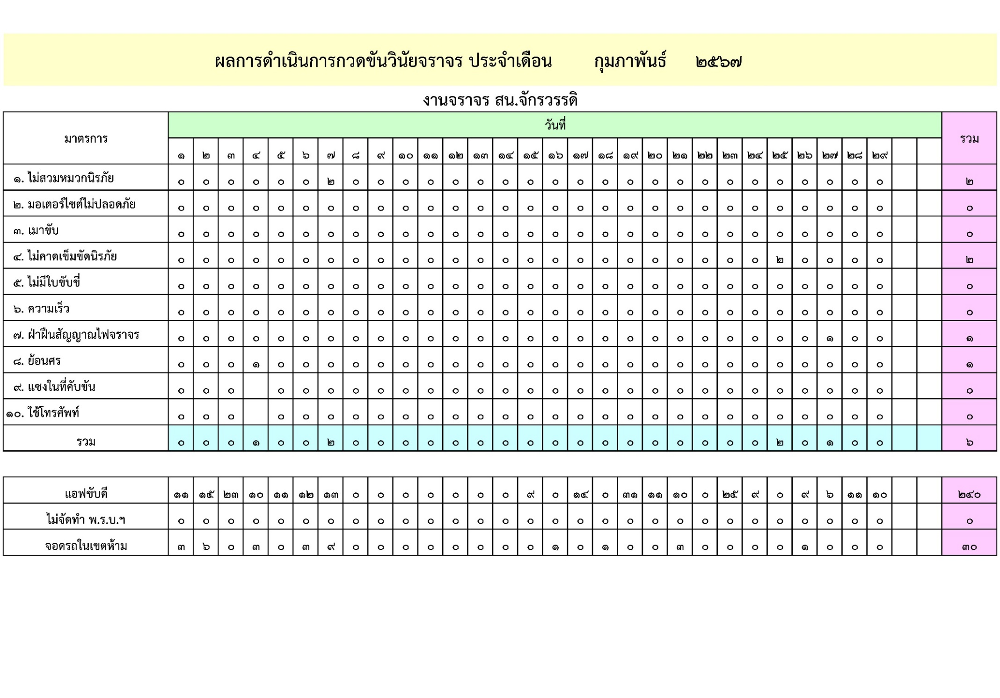 ผลการดำเนินการกวดขันวินัยจราจร ประจำเดือน กุมภาพันธ์ ๒๕๖๗
งานจราจร สน.จักรวรรดิ
มาตรการ วันที่ รวม
๑ ๒ ๓ ๔ ๕ ๖ ๗ ๘ ๙ ๑๐ ๑๑ ๑๒ ๑๓ ๑๔ ๑๕ ๑๖ ๑๗ ๑๘ ๑๙ ๒๐ ๒๑ ๒๒ ๒๓ ๒๔ ๒๕ ๒๖ ๒๗ ๒๘ ๒๙
๑. ไม่สวมหมวกนิรภัย ๐ ๐ ๐ ๐ ๐ ๐ ๒ ๐ ๐ ๐ ๐ ๐ ๐ ๐ ๐ ๐ ๐ ๐ ๐ ๐ ๐ ๐ ๐ ๐ ๐ ๐ ๐ ๐ ๐ ๒
๒. มอเตอร์ไซต์ไม่ปลอดภัย ๐ ๐ ๐ ๐ ๐ ๐ ๐ ๐ ๐ ๐ ๐ ๐ ๐ ๐ ๐ ๐ ๐ ๐ ๐ ๐ ๐ ๐ ๐ ๐ ๐ ๐ ๐ ๐ ๐ ๐
๓. เมาขับ ๐ ๐ ๐ ๐ ๐ ๐ ๐ ๐ ๐ ๐ ๐ ๐ ๐ ๐ ๐ ๐ ๐ ๐ ๐ ๐ ๐ ๐ ๐ ๐ ๐ ๐ ๐ ๐ ๐ ๐
๔. ไม่คาดเข็มขัดนิรภัย ๐ ๐ ๐ ๐ ๐ ๐ ๐ ๐ ๐ ๐ ๐ ๐ ๐ ๐ ๐ ๐ ๐ ๐ ๐ ๐ ๐ ๐ ๐ ๐ ๒ ๐ ๐ ๐ ๐ ๒
๕. ไม่มีใบขับขี่ ๐ ๐ ๐ ๐ ๐ ๐ ๐ ๐ ๐ ๐ ๐ ๐ ๐ ๐ ๐ ๐ ๐ ๐ ๐ ๐ ๐ ๐ ๐ ๐ ๐ ๐ ๐ ๐ ๐ ๐
๖. ความเร็ว ๐ ๐ ๐ ๐ ๐ ๐ ๐ ๐ ๐ ๐ ๐ ๐ ๐ ๐ ๐ ๐ ๐ ๐ ๐ ๐ ๐ ๐ ๐ ๐ ๐ ๐ ๐ ๐ ๐ ๐
๗. ฝ่าฝืนสัญญาณไฟจราจร ๐ ๐ ๐ ๐ ๐ ๐ ๐ ๐ ๐ ๐ ๐ ๐ ๐ ๐ ๐ ๐ ๐ ๐ ๐ ๐ ๐ ๐ ๐ ๐ ๐ ๐ ๑ ๐ ๐ ๑
๘. ย้อนศร ๐ ๐ ๐ ๑ ๐ ๐ ๐ ๐ ๐ ๐ ๐ ๐ ๐ ๐ ๐ ๐ ๐ ๐ ๐ ๐ ๐ ๐ ๐ ๐ ๐ ๐ ๐ ๐ ๐ ๑
๙. แซงในที่คับขัน ๐ ๐ ๐ ๐ ๐ ๐ ๐ ๐ ๐ ๐ ๐ ๐ ๐ ๐ ๐ ๐ ๐ ๐ ๐ ๐ ๐ ๐ ๐ ๐ ๐ ๐ ๐ ๐ ๐
๑๐. ใช้โทรศัพท์ ๐ ๐ ๐ ๐ ๐ ๐ ๐ ๐ ๐ ๐ ๐ ๐ ๐ ๐ ๐ ๐ ๐ ๐ ๐ ๐ ๐ ๐ ๐ ๐ ๐ ๐ ๐ ๐ ๐
รวม ๐ ๐ ๐ ๑ ๐ ๐ ๒ ๐ ๐ ๐ ๐ ๐ ๐ ๐ ๐ ๐ ๐ ๐ ๐ ๐ ๐ ๐ ๐ ๐ ๒ ๐ ๑ ๐ ๐ ๖
แอฟขับดี ๑๑ ๑๕ ๒๓ ๑๐ ๑๑ ๑๒ ๑๓ ๐ ๐ ๐ ๐ ๐ ๐ ๐ ๙ ๐ ๑๔ ๐ ๓๑ ๑๑ ๑๐ ๐ ๒๕ ๙ ๐ ๙ ๖ ๑๑ ๑๐ ๒๔๐
ไม่จัดทำ พ.ร.บ.ฯ ๐ ๐ ๐ ๐ ๐ ๐ ๐ ๐ ๐ ๐ ๐ ๐ ๐ ๐ ๐ ๐ ๐ ๐ ๐ ๐ ๐ ๐ ๐ ๐ ๐ ๐ ๐ ๐ ๐ ๐
จอดรถในเขตห้าม ๓ ๖ ๐ ๓ ๐ ๓ ๙ ๐ ๐ ๐ ๐ ๐ ๐ ๐ ๐ ๑ ๐ ๑ ๐ ๐ ๓ ๐ ๐ ๐ ๐ ๑ ๐ ๐ ๐ ๓๐